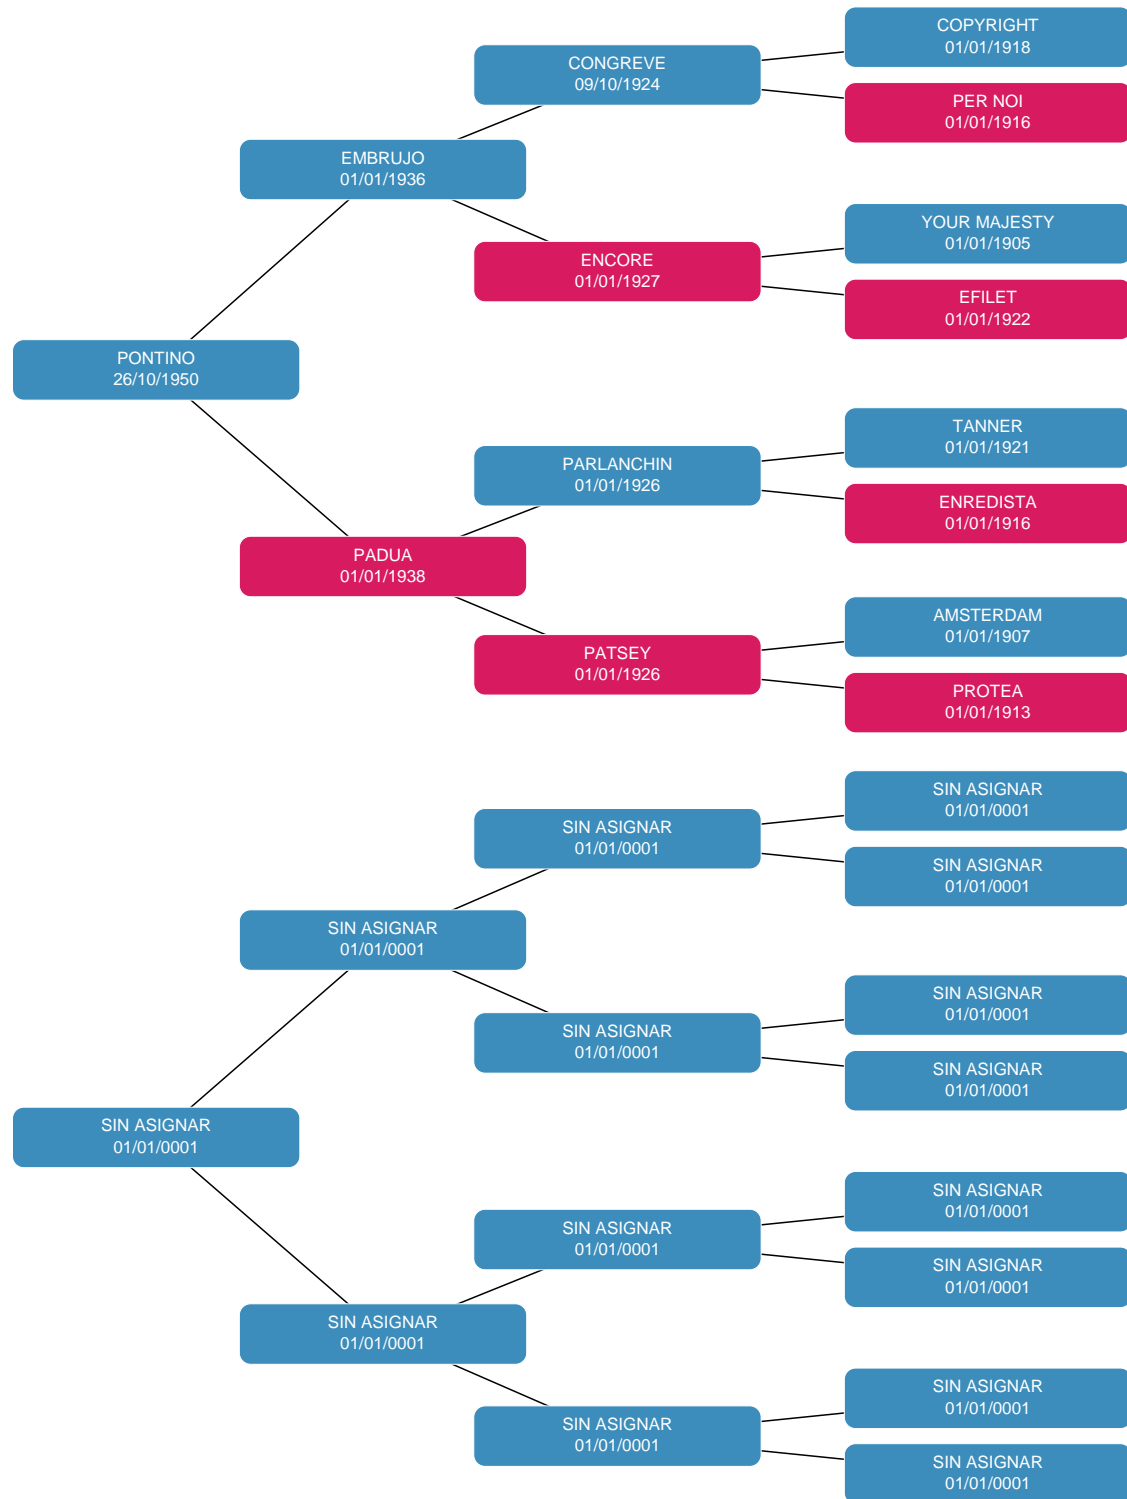 COPYRIGHT
01/01/1918
CONGREVE
09/10/1924
PER NOI
01/01/1916
EMBRUJO
01/01/1936
YOUR MAJESTY
01/01/1905
ENCORE
01/01/1927
EFILET
01/01/1922
PONTINO
26/10/1950
TANNER
01/01/1921
PARLANCHIN
01/01/1926
ENREDISTA
01/01/1916
PADUA
01/01/1938
AMSTERDAM
01/01/1907
PATSEY
01/01/1926
PROTEA
01/01/1913
SIN ASIGNAR
01/01/0001
SIN ASIGNAR
01/01/0001
SIN ASIGNAR
01/01/0001
SIN ASIGNAR
01/01/0001
SIN ASIGNAR
01/01/0001
SIN ASIGNAR
01/01/0001
SIN ASIGNAR
01/01/0001
SIN ASIGNAR
01/01/0001
SIN ASIGNAR
01/01/0001
SIN ASIGNAR
01/01/0001
SIN ASIGNAR
01/01/0001
SIN ASIGNAR
01/01/0001
SIN ASIGNAR
01/01/0001
SIN ASIGNAR
01/01/0001
SIN ASIGNAR
01/01/0001